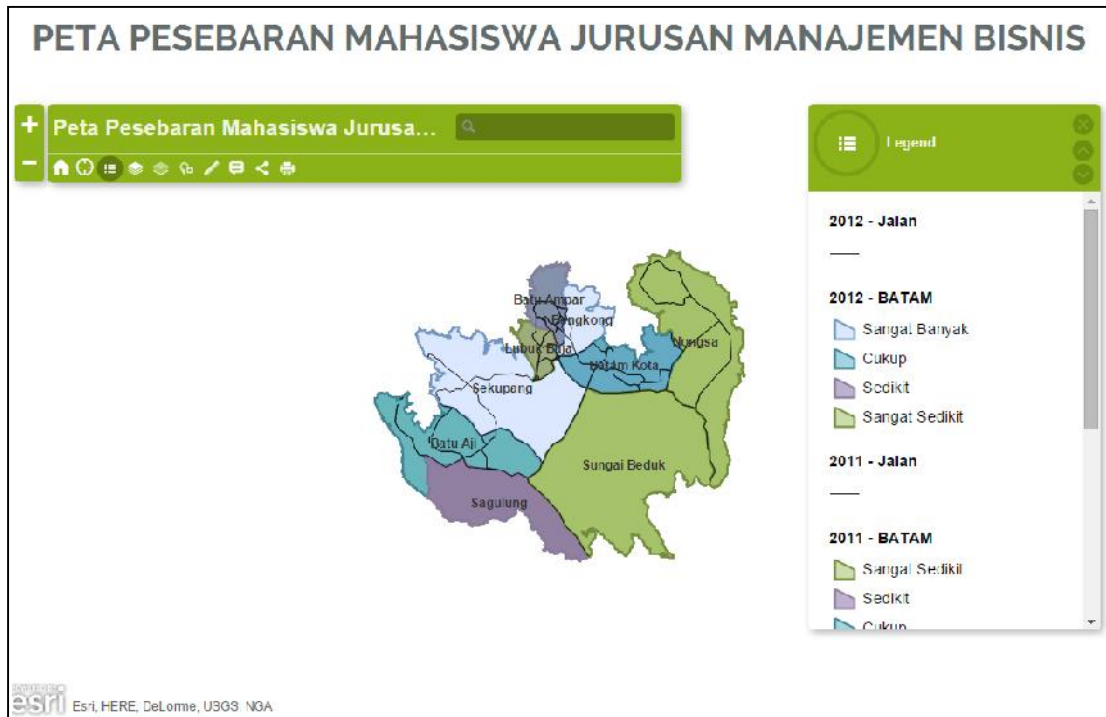 PETA PESEBARAN MAHASISWA JURUSAN MANAJEMEN BISNIS
+ Peta Pesebaran Mahasiswa Jurusa...
−
Legend
2012 - Jalan
2012 - BATAM
Sangat Banyak
Cukup
Sedikit
Sangat Sedikit
2011 - Jalan
2011 - BATAM
Sangat Sedikit
Sedikit
Cukup
Batu Ampar
Bengkong
Lubuk Baja
Batam Kota
Nongsa
Sekupang
Batu Aji
Sungai Beduk
Sagulung
esri Esri, HERE, DeLorme, USGS, NGA